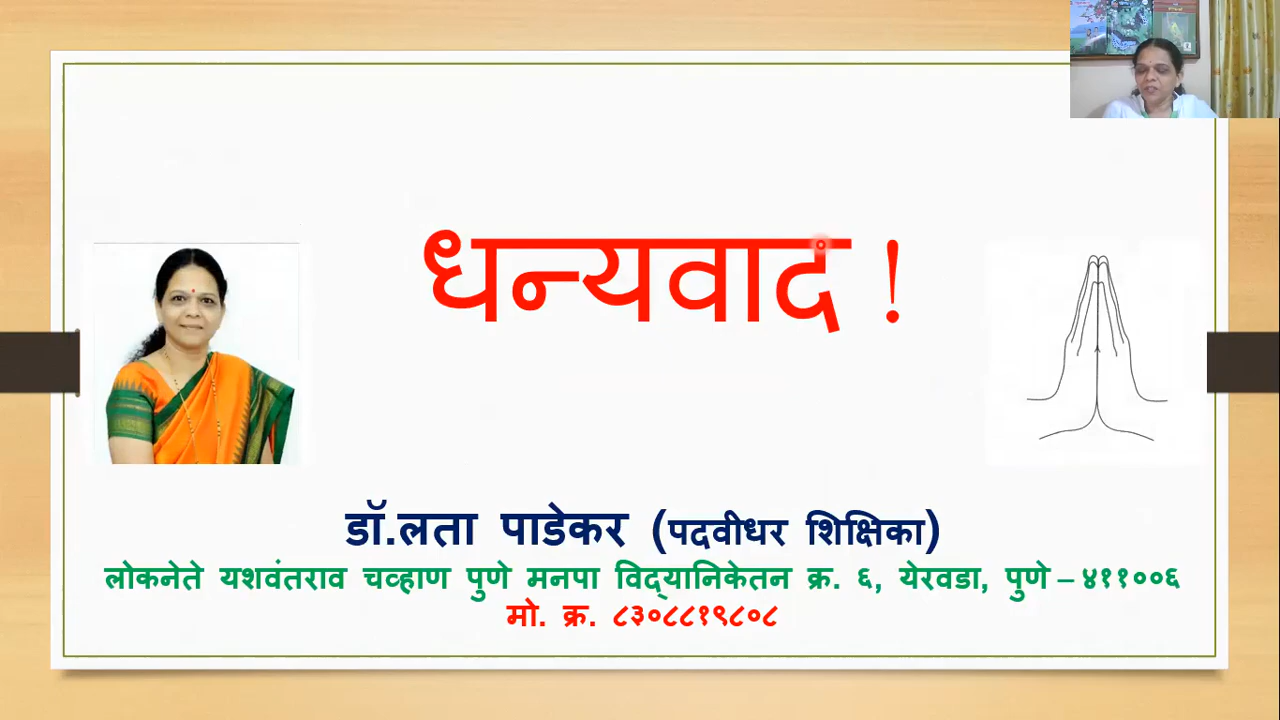 धन्यवाद !
डॉ.लता पाडेकर (पदवीधर शिक्षिका)
लोकनेते यशवंतराव चव्हाण पुणे मनपा विद्‌यानिकेतन क्र. ६, येरवडा, पुणे – ४११००६
मो. क्र. ८३०८८१९८०८